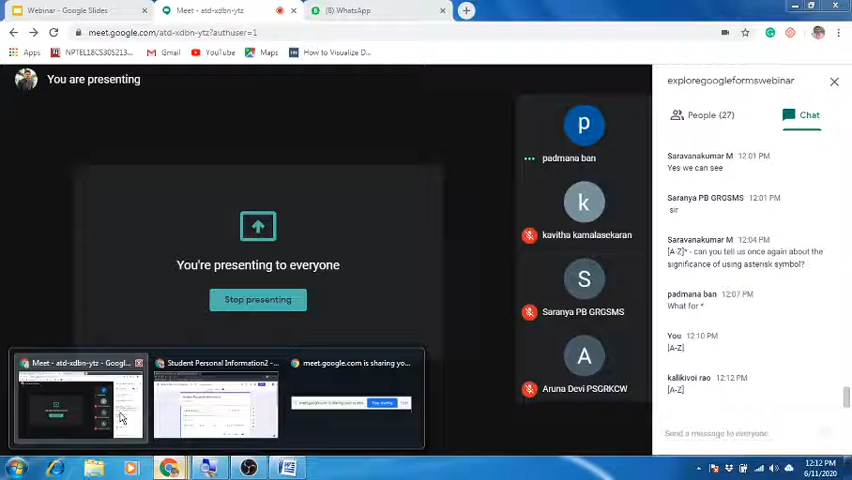 Webinar - Google Slides
Meet - atd-xdbn-ytz
(6) WhatsApp
meet.google.com/atd-xdbn-ytz?authuser=1
Apps
NPTEL18CS30S213...
Gmail
YouTube
Maps
How to Visualize D...
You are presenting
exploregoogleformswebinar
People (27)
Chat
p
padmana ban
k
kavitha kamalasekaran
S
Saranya PB GRGSMS
A
Aruna Devi PSGRKCW
You're presenting to everyone
Stop presenting
Saravanakumar M 12:01 PM
Yes we can see
Saranya PB GRGSMS 12:01 PM
sir
Saravanakumar M 12:04 PM
[A-Z]* - can you tell us once again about the
significance of using asterisk symbol?
padmana ban 12:07 PM
What for *
You 12:10 PM
[A-Z]
kalikivoi rao 12:12 PM
[A-Z]
Send a message to everyone
Meet - atd-xdbn-ytz - Googl...
Student Personal Information2 -...
meet.google.com is sharing yo...
Stop sharing
12:12 PM
6/11/2020